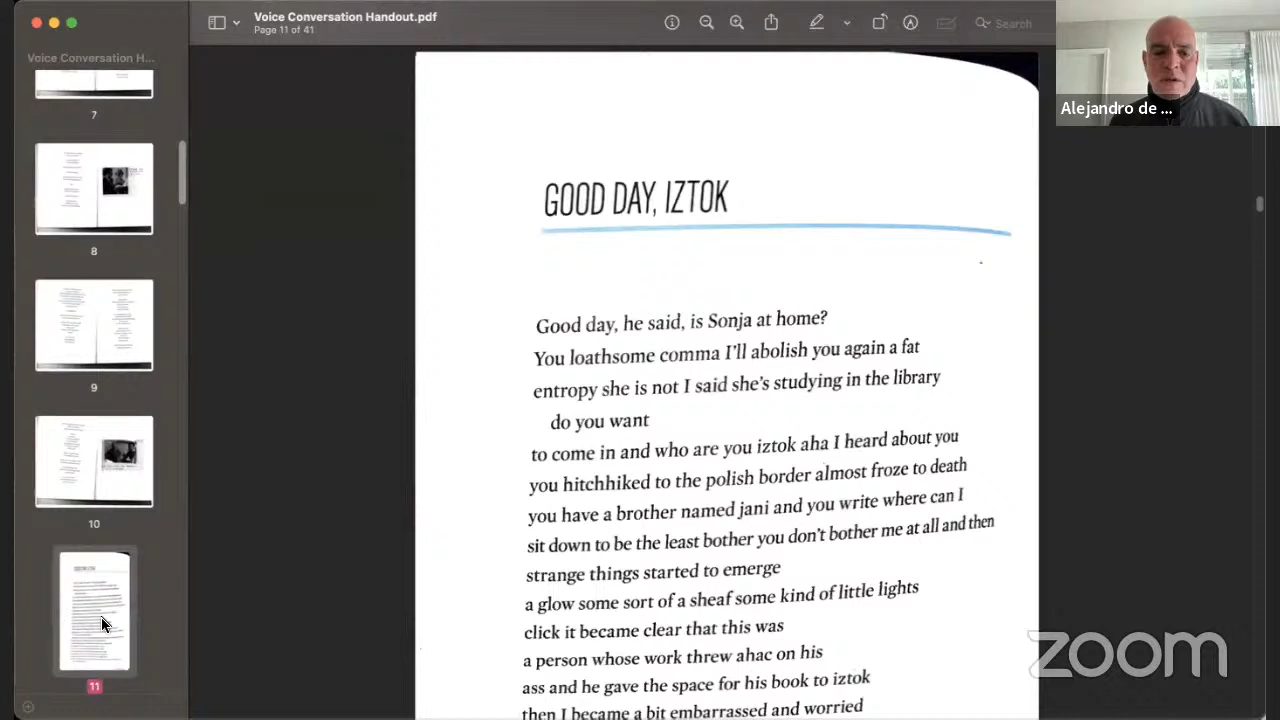 Voice Conversation Handout.pdf
Page 11 of 41
Search
Voice Conversation H...
7
8
9
10
11
Alejandro de ...
GOOD DAY, IZTOK
Good day, he said, is Sonja at home?
You loathsome comma I'll abolish you again a fat
entropy she is not I said she's studying in the library
do you want
to come in and who are you iztok aha I heard about you
you hitchhiked to the polish border almost froze to death
you have a brother named jani and you write where can I
sit down to be the least bother you don't bother me at all and then
strange things started to emerge
a glow some sort of a sheaf some kind of little lights
click it became clear that this was
a person whose work threw ahac on his
ass and he gave the space for his book to iztok
then I became a bit embarrassed and worried
zoom